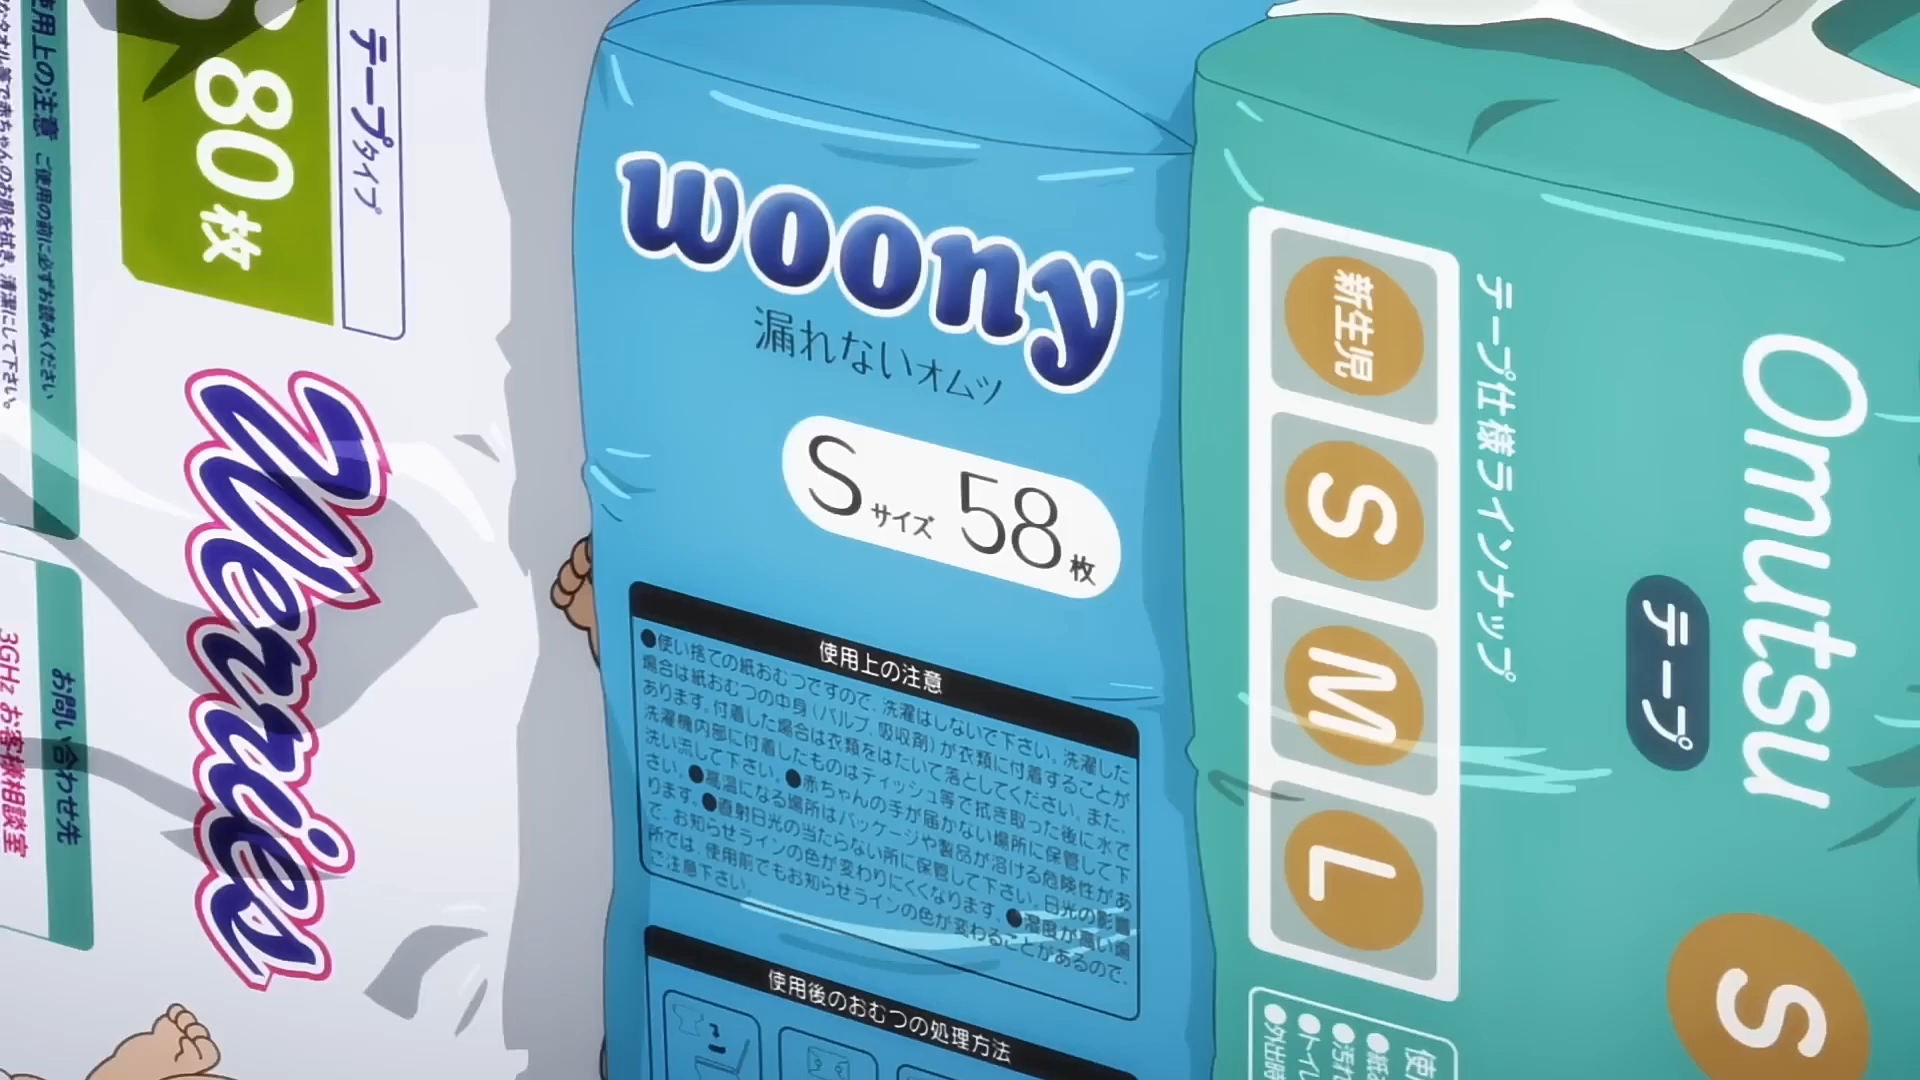 80枚
テープタイプ
使用上の注意 ご使用の前に必ずお読みください
Werries
お問い合わせ先
3GHz お客様相談室
woony
漏れないオムツ
Sサイズ 58枚
使用上の注意
●使い捨ての紙おむつですので、洗濯はしないで下さい。洗濯した
場合は紙おむつの中身(パルプ、吸収剤)が衣類に付着することが
あります。付着した場合は衣類をはたいて落としてください。また、
洗濯機内部に付着したものはティッシュ等で拭き取った後に水で
洗い流して下さい。●赤ちゃんの手が届かない場所に保管して下
さい。●高温になる場所はパッケージや製品が溶ける危険性があ
ります。●直射日光の当たらない所に保管して下さい。日光の影響
で、お知らせラインの色が変わりにくくなります。●湿度が高い場
所では、使用前でもお知らせラインの色が変わることがあるので、
ご注意下さい。
使用後のおむつの処理方法
Omutsu
テープ
テープ仕様ラインナップ
新生児
S
M
L
S